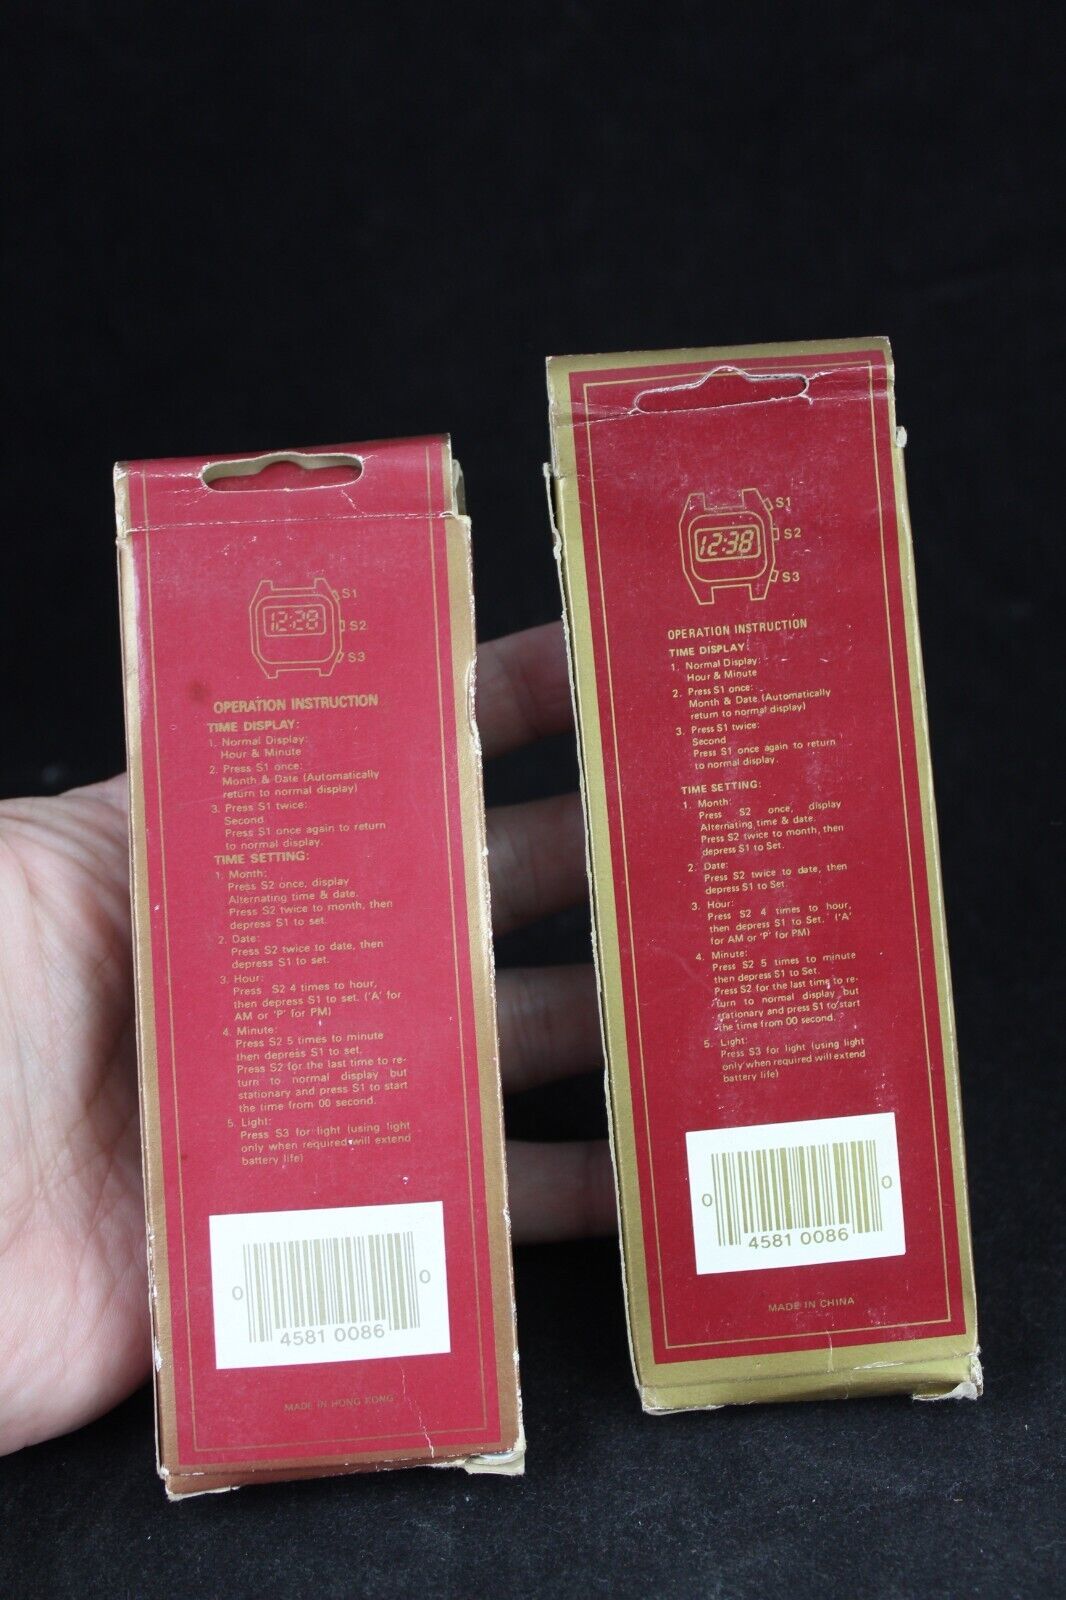 12:28
S1
S2
S3
OPERATION INSTRUCTION
TIME DISPLAY:
1. Normal Display:
Hour & Minute
2. Press S1 once:
Month & Date (Automatically
return to normal display)
3. Press S1 twice:
Second
Press S1 once again to return
to normal display.
TIME SETTING:
1. Month:
Press S2 once, display
Alternating time & date.
Press S2 twice to month, then
depress S1 to set.
2. Date:
Press S2 twice to date, then
depress S1 to set.
3. Hour:
Press S2 4 times to hour,
then depress S1 to set. ('A' for
AM or 'P' for PM)
4. Minute:
Press S2 5 times to minute
then depress S1 to set.
Press S2 for the last time to re-
turn to normal display but
stationary and press S1 to start
the time from 00 second.
5. Light:
Press S3 for light (using light
only when required will extend
battery life)
0 4581 0086 0
MADE IN HONG KONG
12:38
S1
S2
S3
OPERATION INSTRUCTION
TIME DISPLAY:
1. Normal Display:
Hour & Minute
2. Press S1 once:
Month & Date (Automatically
return to normal display)
3. Press S1 twice:
Second
Press S1 once again to return
to normal display.
TIME SETTING:
1. Month:
Press S2 once, display
Alternating time & date.
Press S2 twice to month, then
depress S1 to Set.
2. Date:
Press S2 twice to date, then
depress S1 to Set.
3. Hour:
Press S2 4 times to hour,
then depress S1 to Set. ('A'
for AM or 'P' for PM)
4. Minute:
Press S2 5 times to minute
then depress S1 to Set.
Press S2 for the last time to re-
turn to normal display but
stationary and press S1 to start
the time from 00 second.
5. Light:
Press S3 for light (using light
only when required will extend
battery life)
0 4581 0086 0
MADE IN CHINA